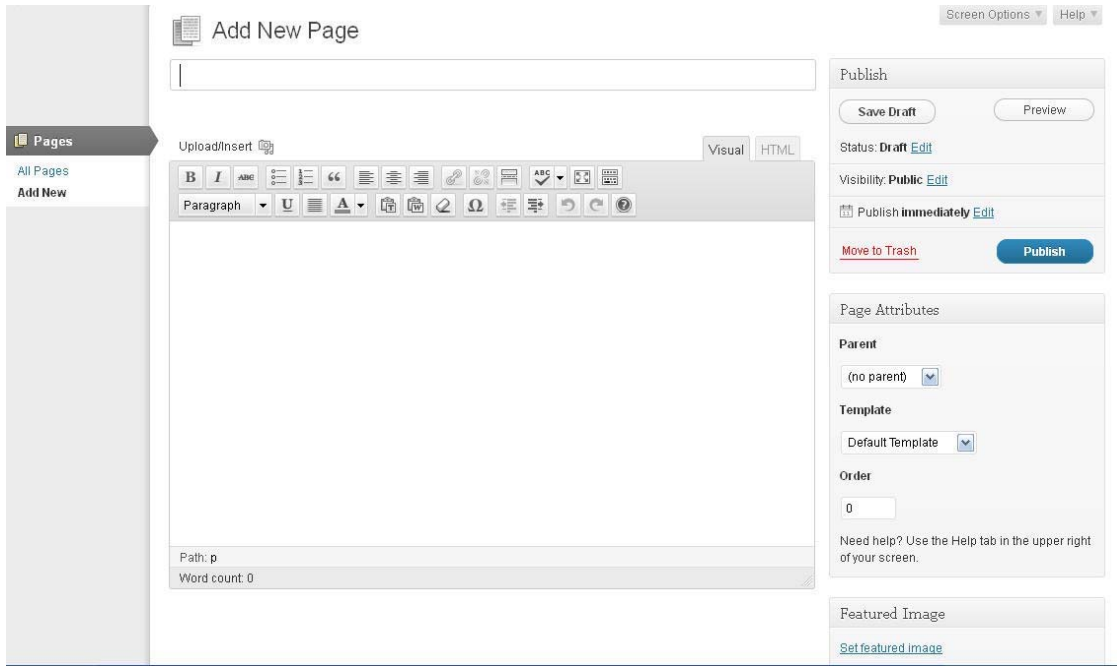 Screen Options Help
Add New Page
Pages
All Pages
Add New
Upload/Insert
Visual HTML
B I ABC ABC
Paragraph U A T W Ω
Path: p
Word count: 0
Publish
Save Draft Preview
Status: Draft Edit
Visibility: Public Edit
Publish immediately Edit
Move to Trash Publish
Page Attributes
Parent
(no parent)
Template
Default Template
Order
0
Need help? Use the Help tab in the upper right
of your screen.
Featured Image
Set featured image